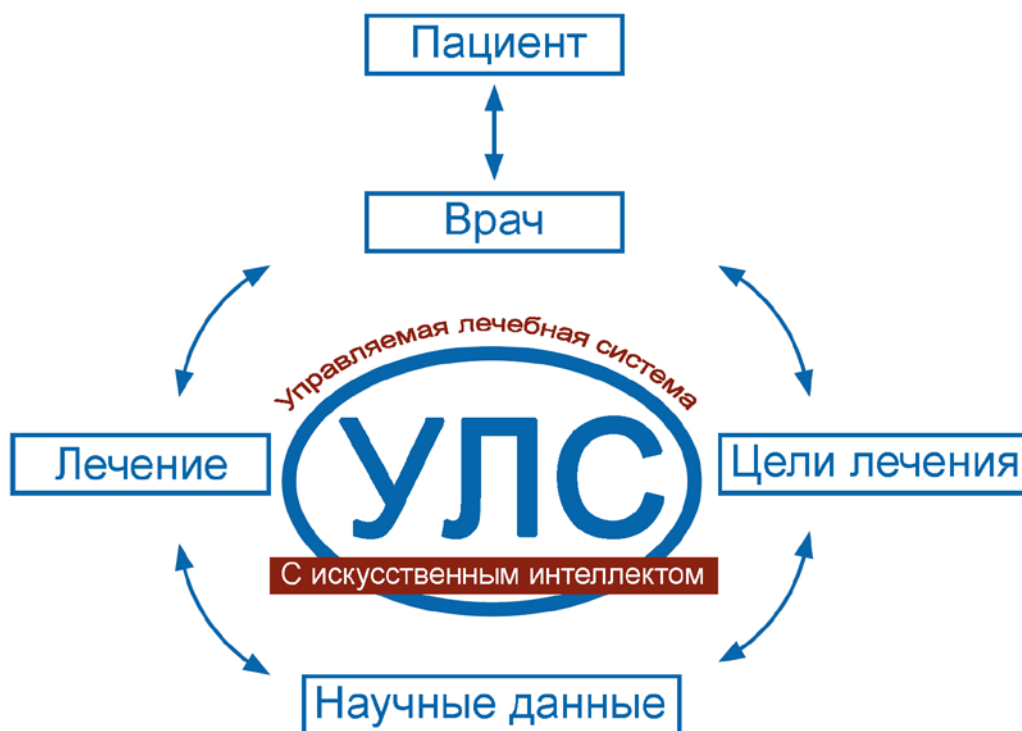 Пациент
Врач
Управляемая лечебная система
Лечение
УЛС
Цели лечения
С искусственным интеллектом
Научные данные